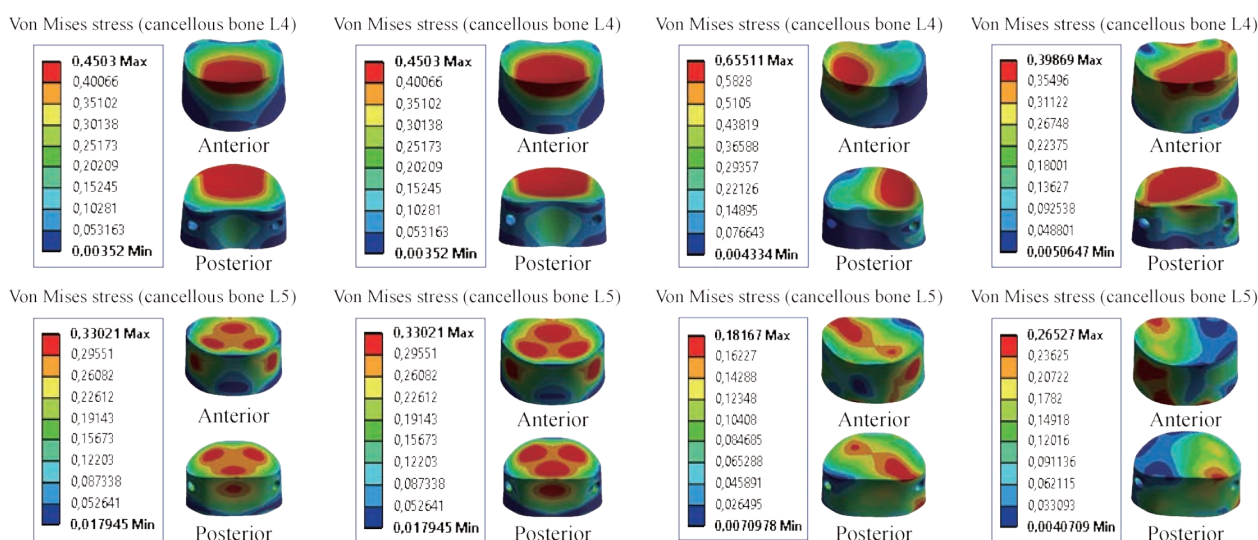 Von Mises stress (cancellous bone L4)
0,4503 Max
0,40066
0,35102
0,30138
0,25173
0,20209
0,15245
0,10281
0,053163
0,00352 Min
Anterior
Posterior
Von Mises stress (cancellous bone L4)
0,4503 Max
0,40066
0,35102
0,30138
0,25173
0,20209
0,15245
0,10281
0,053163
0,00352 Min
Anterior
Posterior
Von Mises stress (cancellous bone L4)
0,65511 Max
0,5828
0,5105
0,43819
0,36588
0,29357
0,22126
0,14895
0,076643
0,004334 Min
Anterior
Posterior
Von Mises stress (cancellous bone L4)
0,39869 Max
0,35496
0,31122
0,26748
0,22375
0,18001
0,13627
0,092538
0,048801
0,0050647 Min
Anterior
Posterior
Von Mises stress (cancellous bone L5)
0,33021 Max
0,29551
0,26082
0,22612
0,19143
0,15673
0,12203
0,087338
0,052641
0,017945 Min
Anterior
Posterior
Von Mises stress (cancellous bone L5)
0,33021 Max
0,29551
0,26082
0,22612
0,19143
0,15673
0,12203
0,087338
0,052641
0,017945 Min
Anterior
Posterior
Von Mises stress (cancellous bone L5)
0,18167 Max
0,16227
0,14288
0,12348
0,10408
0,084685
0,065288
0,045891
0,026495
0,0070978 Min
Anterior
Posterior
Von Mises stress (cancellous bone L5)
0,26527 Max
0,23625
0,20722
0,1782
0,14918
0,12016
0,091136
0,062115
0,033093
0,0040709 Min
Anterior
Posterior